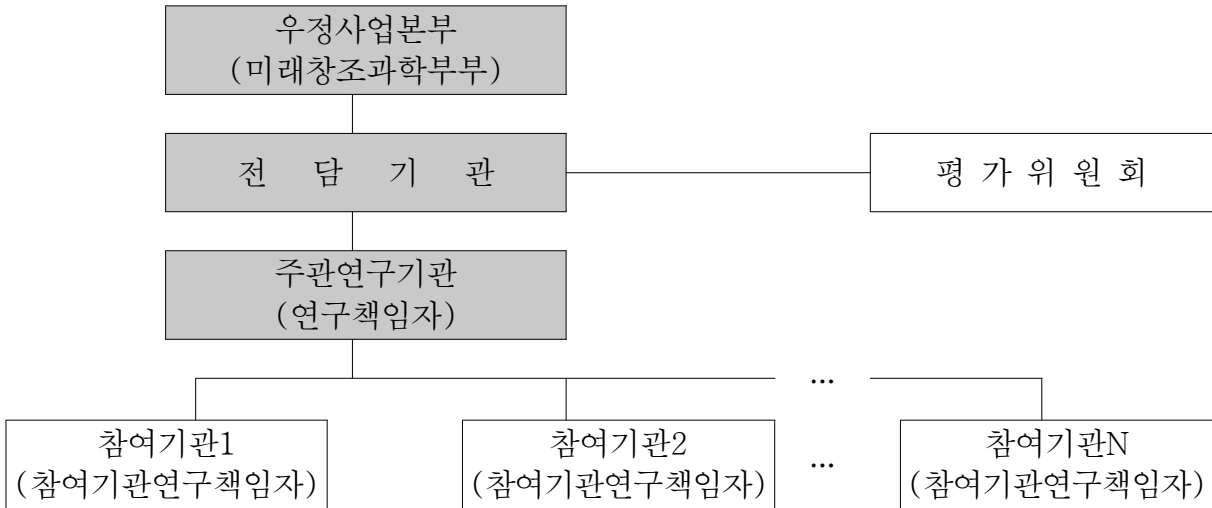 우정사업본부
(미래창조과학부부)
전 담 기 관
평 가 위 원 회
주관연구기관
(연구책임자)
...
참여기관1
(참여기관연구책임자)
참여기관2
(참여기관연구책임자)
...
참여기관N
(참여기관연구책임자)